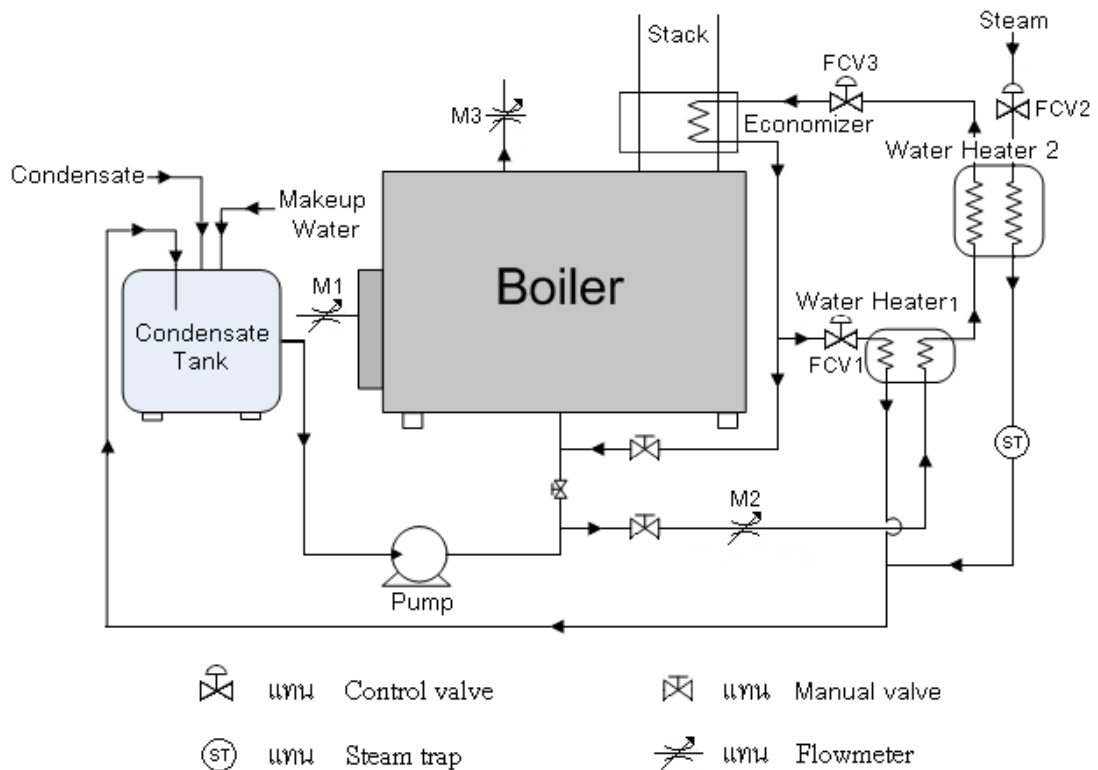 Stack
Steam
FCV3
FCV2
M3
Economizer
Water Heater 2
Condensate
Makeup
Water
M1
Boiler
Water Heater1
FCV1
Condensate
Tank
ST
M2
Pump
แทน Control valve
แทน Manual valve
ST แทน Steam trap
แทน Flowmeter